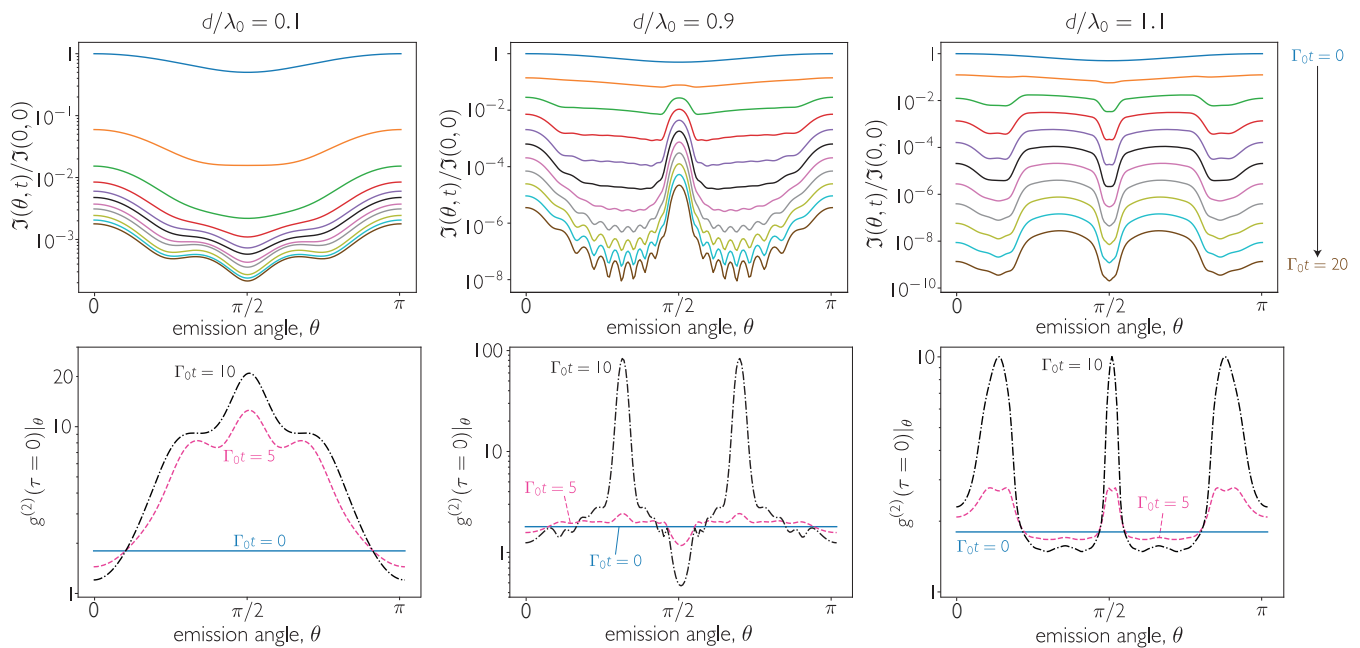 d/λ₀ = 0.1
d/λ₀ = 0.9
d/λ₀ = 1.1
ℑ(θ, t)/ℑ(0, 0)
1
10⁻¹
10⁻²
10⁻³
0
π/2
π
emission angle, θ
ℑ(θ, t)/ℑ(0, 0)
1
10⁻²
10⁻⁴
10⁻⁶
10⁻⁸
0
π/2
π
emission angle, θ
ℑ(θ, t)/ℑ(0, 0)
1
10⁻²
10⁻⁴
10⁻⁶
10⁻⁸
10⁻¹⁰
0
π/2
π
emission angle, θ
Γ₀t = 0
Γ₀t = 20
g⁽²⁾(τ = 0)|θ
20
10
1
Γ₀t = 10
Γ₀t = 5
Γ₀t = 0
0
π/2
π
emission angle, θ
g⁽²⁾(τ = 0)|θ
100
10
1
Γ₀t = 10
Γ₀t = 5
Γ₀t = 0
0
π/2
π
emission angle, θ
g⁽²⁾(τ = 0)|θ
10
1
Γ₀t = 10
Γ₀t = 5
Γ₀t = 0
0
π/2
π
emission angle, θ